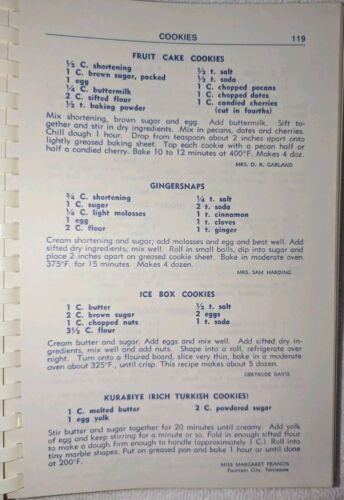 COOKIES 119
FRUIT CAKE COOKIES
½ C. shortening ½ t. salt
1 C. brown sugar, packed ½ t. soda
1 egg 1 C. chopped pecans
¼ C. buttermilk 1 C. chopped dates
2 C. sifted flour 1 C. candied cherries
½ t. baking powder (cut in fourths)
Mix shortening, brown sugar and egg. Add buttermilk. Sift to-
gether and stir in dry ingredients. Mix in pecans, dates and cherries.
Chill dough 1 hour. Drop from teaspoon about 2 inches apart onto
lightly greased baking sheet. Top each cookie with a pecan half or
half a candied cherry. Bake 10 to 12 minutes at 400°F. Makes 4 doz.
MRS. O. K. GARLAND
GINGERSNAPS
¾ C. shortening ¼ t. salt
1 C. sugar 2 t. soda
¼ C. light molasses 1 t. cinnamon
1 egg 1 t. cloves
2 C. flour 1 t. ginger
Cream shortening and sugar; add molasses and egg and beat well. Add
sifted dry ingredients; mix well. Roll in small balls, dip into sugar and
place 2 inches apart on greased cookie sheet. Bake in moderate oven
375°F. for 15 minutes. Makes 4 dozen.
MRS. SAM HARDING
ICE BOX COOKIES
1 C. butter ½ t. salt
2 C. brown sugar 2 eggs
1 C. chopped nuts 1 t. soda
3½ C. flour
Cream butter and sugar. Add eggs and mix well. Add sifted dry in-
gredients, mix well and add nuts. Shape into a roll, refrigerate over
night. Turn onto a floured board, slice very thin, bake in a moderate
oven about 325°F., until crisp. This recipe makes about 5 dozen.
GERTRUDE DAVIS
KURABIYE (RICH TURKISH COOKIES)
1 C. melted butter 2 C. powdered sugar
1 egg yolk
Stir butter and sugar together for 20 minutes until creamy. Add yolk
of egg and keep stirring for a minute or so. Fold in enough sifted flour
to make a dough firm enough to handle (approximately 1 C.). Roll into
tiny marble shapes. Put on greased pan and bake 1 hour or until done
at 200°F.
MISS MARGARET FRANCIS
Fountain City, Tennessee